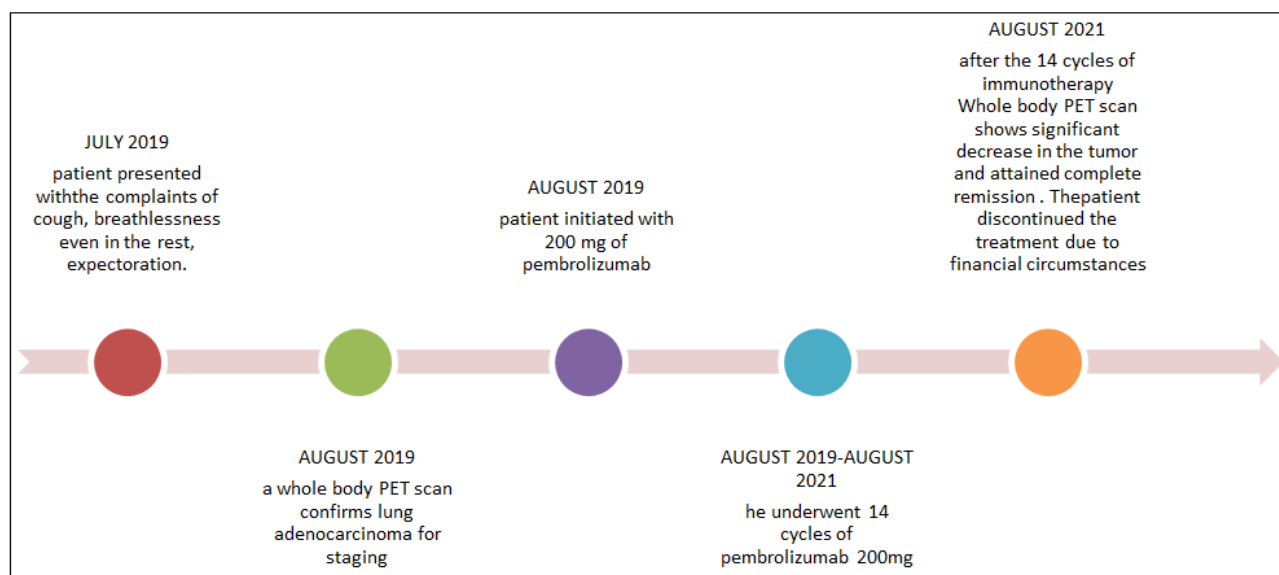 JULY 2019
patient presented
withthe complaints of
cough, breathlessness
even in the rest,
expectoration.
AUGUST 2019
a whole body PET scan
confirms lung
adenocarcinoma for
staging
AUGUST 2019
patient initiated with
200 mg of
pembrolizumab
AUGUST 2019-AUGUST
2021
he underwent 14
cycles of
pembrolizumab 200mg
AUGUST 2021
after the 14 cycles of
immunotherapy
Whole body PET scan
shows significant
decrease in the tumor
and attained complete
remission . Thepatient
discontinued the
treatment due to
financial circumstances